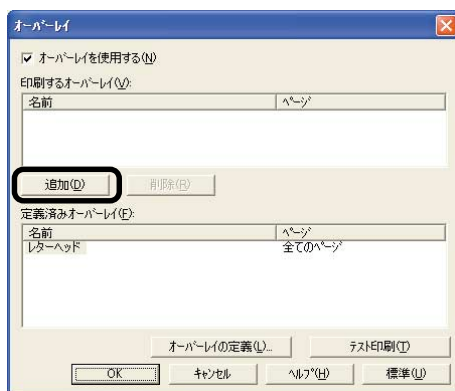 オーバーレイ
オーバーレイを使用する(N)
印刷するオーバーレイ(V):
名前 ページ
追加(D) 削除(R)
定義済みオーバーレイ(F):
名前 ページ
レターヘッド 全てのページ
オーバーレイの定義(L)... テスト印刷(T)
OK キャンセル ヘルプ(H) 標準(U)